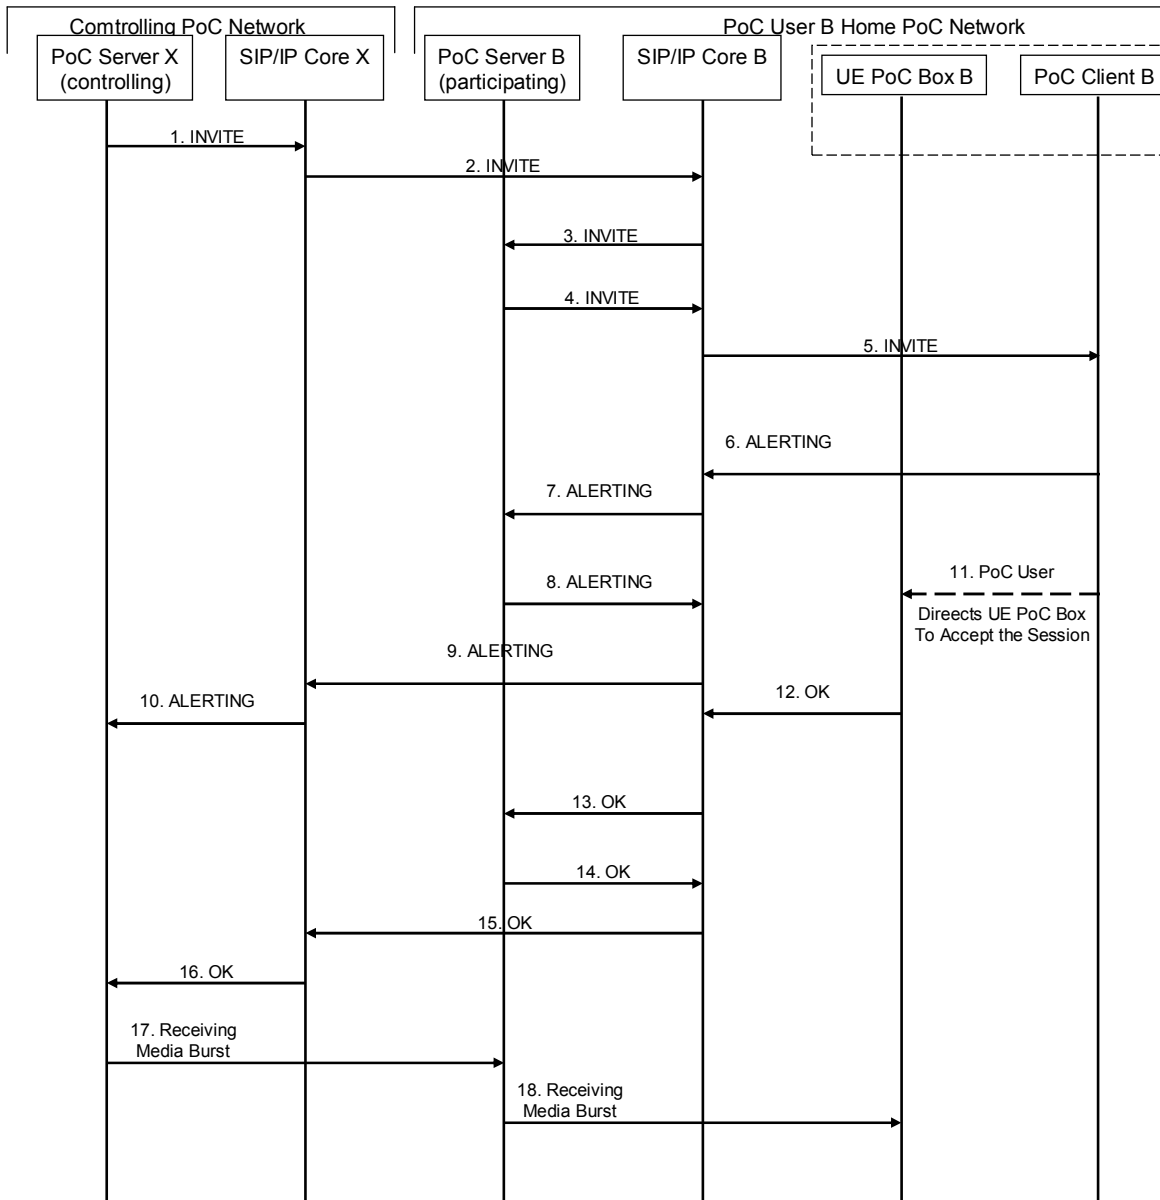 Comtrolling PoC Network
PoC User B Home PoC Network
PoC Server X
(controlling)
SIP/IP Core X
PoC Server B
(participating)
SIP/IP Core B
UE PoC Box B
PoC Client B
1. INVITE
2. INVITE
3. INVITE
4. INVITE
5. INVITE
6. ALERTING
7. ALERTING
8. ALERTING
11. PoC User
Direects UE PoC Box
To Accept the Session
9. ALERTING
10. ALERTING
12. OK
13. OK
14. OK
15. OK
16. OK
17. Receiving
Media Burst
18. Receiving
Media Burst